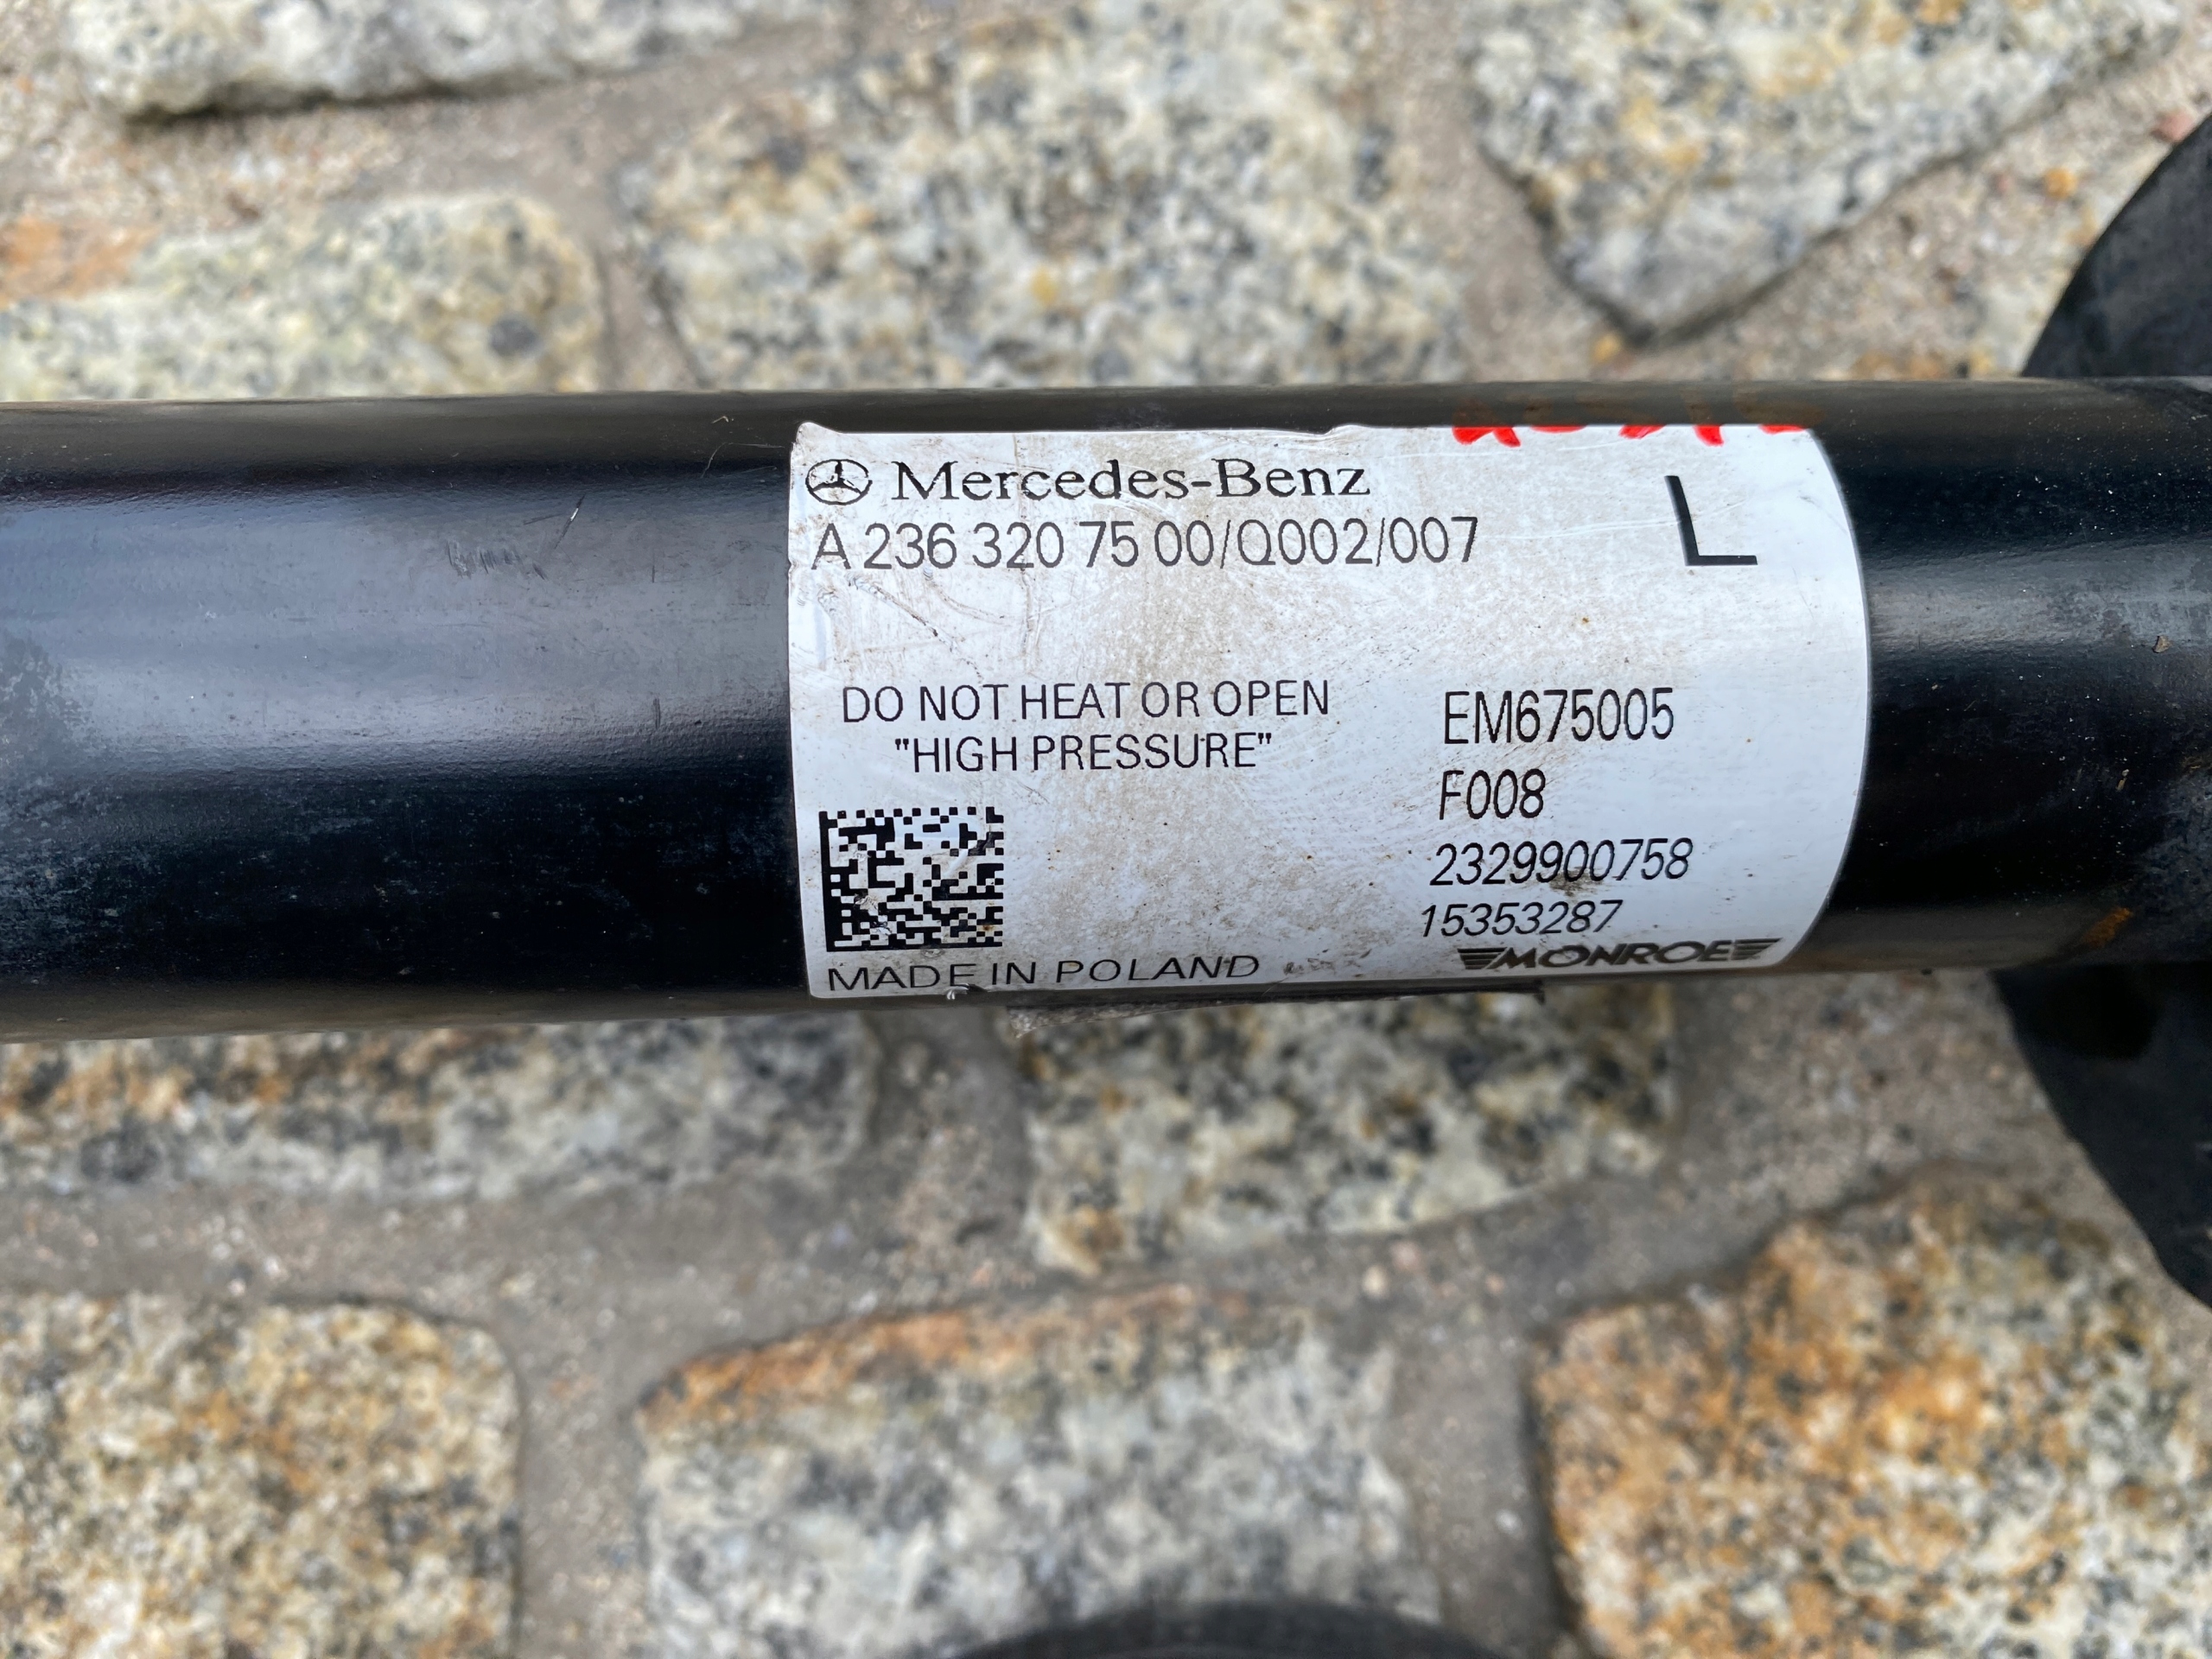 Mercedes-Benz
L
A 236 320 75 00/Q002/007
DO NOT HEAT OR OPEN
"HIGH PRESSURE"
EM675005
F008
2329900758
15353287
MADE IN POLAND
MONROE